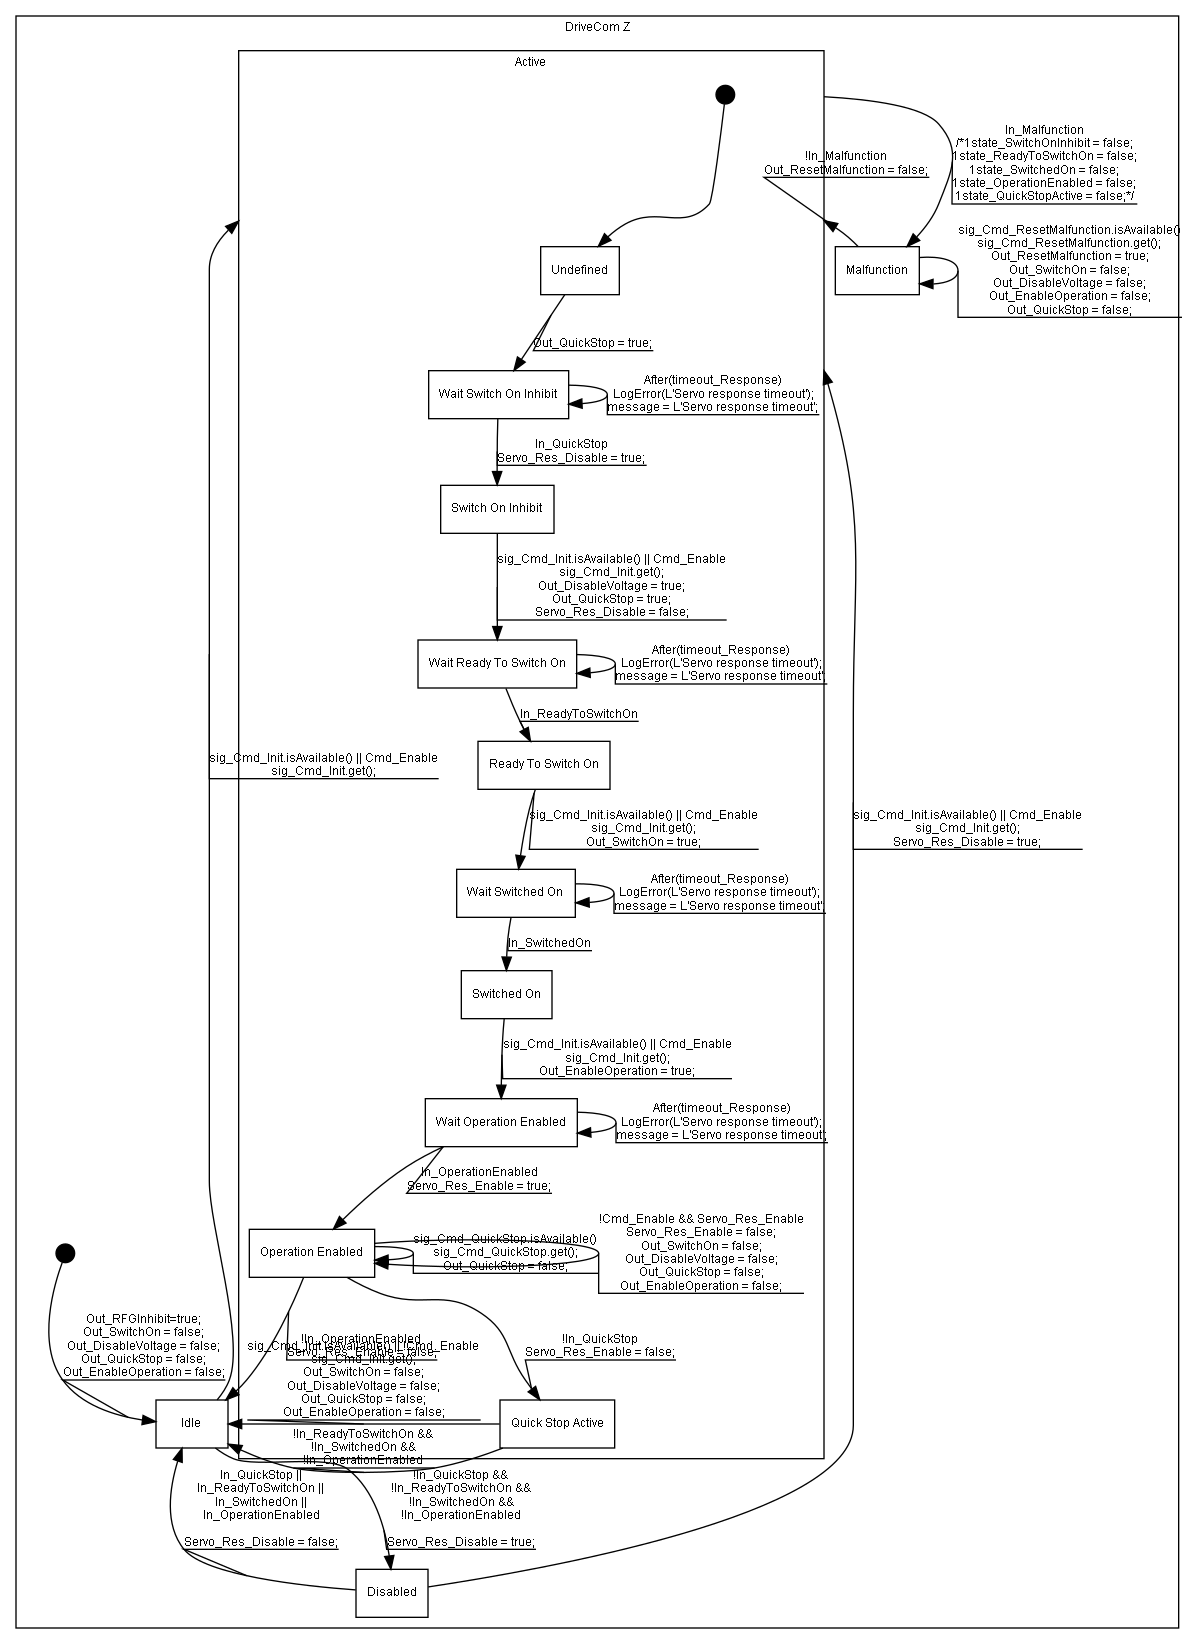 DriveCom Z
Active
In_Malfunction
/*1state_SwitchOnInhibit = false;
1state_ReadyToSwitchOn = false;
1state_SwitchedOn = false;
1state_OperationEnabled = false;
1state_QuickStopActive = false;*/
!In_Malfunction
Out_ResetMalfunction = false;
sig_Cmd_ResetMalfunction.isAvailable()
sig_Cmd_ResetMalfunction.get();
Out_ResetMalfunction = true;
Out_SwitchOn = false;
Out_DisableVoltage = false;
Out_EnableOperation = false;
Out_QuickStop = false;
Undefined
Malfunction
Out_QuickStop = true;
Wait Switch On Inhibit
After(timeout_Response)
LogError(L'Servo response timeout');
message = L'Servo response timeout';
In_QuickStop
Servo_Res_Disable = true;
Switch On Inhibit
sig_Cmd_Init.isAvailable() || Cmd_Enable
sig_Cmd_Init.get();
Out_DisableVoltage = true;
Out_QuickStop = true;
Servo_Res_Disable = false;
Wait Ready To Switch On
After(timeout_Response)
LogError(L'Servo response timeout');
message = L'Servo response timeout'
In_ReadyToSwitchOn
Ready To Switch On
sig_Cmd_Init.isAvailable() || Cmd_Enable
sig_Cmd_Init.get();
sig_Cmd_Init.isAvailable() || Cmd_Enable
sig_Cmd_Init.get();
Out_SwitchOn = true;
sig_Cmd_Init.isAvailable() || Cmd_Enable
sig_Cmd_Init.get();
Servo_Res_Disable = true;
Wait Switched On
After(timeout_Response)
LogError(L'Servo response timeout');
message = L'Servo response timeout'
In_SwitchedOn
Switched On
sig_Cmd_Init.isAvailable() || Cmd_Enable
sig_Cmd_Init.get();
Out_EnableOperation = true;
Wait Operation Enabled
After(timeout_Response)
LogError(L'Servo response timeout');
message = L'Servo response timeout';
In_OperationEnabled
Servo_Res_Enable = true;
Operation Enabled
sig_Cmd_QuickStop.isAvailable()
sig_Cmd_QuickStop.get();
Out_QuickStop = false;
!Cmd_Enable && Servo_Res_Enable
Servo_Res_Enable = false;
Out_SwitchOn = false;
Out_DisableVoltage = false;
Out_QuickStop = false;
Out_EnableOperation = false;
Out_RFGInhibit=true;
Out_SwitchOn = false;
Out_DisableVoltage = false;
Out_QuickStop = false;
Out_EnableOperation = false;
!In_OperationEnabled
Servo_Res_Enable = false;
sig_Cmd_Init.isAvailable() || !Cmd_Enable
sig_Cmd_Init.get();
Out_SwitchOn = false;
Out_DisableVoltage = false;
Out_QuickStop = false;
Out_EnableOperation = false;
!In_QuickStop
Servo_Res_Enable = false;
Idle
Quick Stop Active
!In_ReadyToSwitchOn &&
!In_SwitchedOn &&
!In_OperationEnabled
In_QuickStop ||
In_ReadyToSwitchOn ||
In_SwitchedOn ||
In_OperationEnabled
Servo_Res_Disable = false;
!In_QuickStop &&
!In_ReadyToSwitchOn &&
!In_SwitchedOn &&
!In_OperationEnabled
Servo_Res_Disable = true;
Disabled